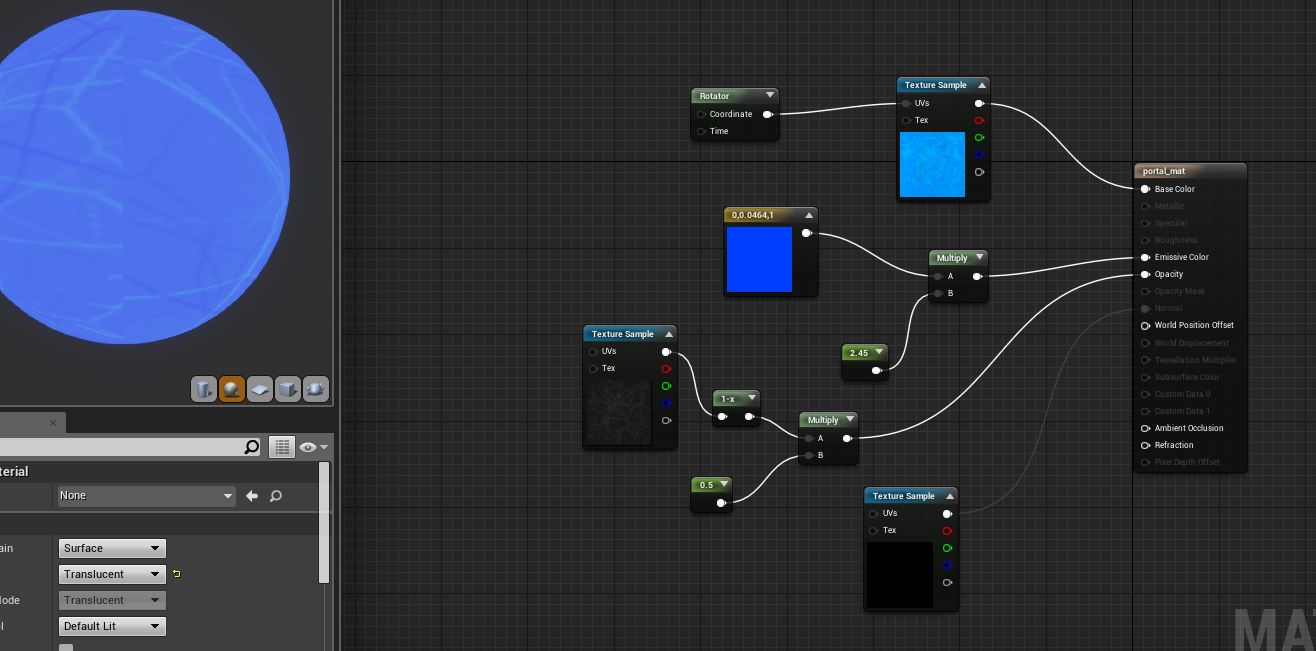 Rotator
Coordinate
Time
Texture Sample
UVs
Tex
0,0.0464,1
Multiply
A
B
2.45
Texture Sample
UVs
Tex
1-x
Multiply
A
B
0.5
Texture Sample
UVs
Tex
portal_mat
Base Color
Metallic
Specular
Roughness
Emissive Color
Opacity
Opacity Mask
Normal
World Position Offset
World Displacement
Tessellation Multiplier
Subsurface Color
Custom Data 0
Custom Data 1
Ambient Occlusion
Refraction
Pixel Depth Offset
terial
None
ain
Surface
Translucent
lode
Translucent
Default Lit
MA